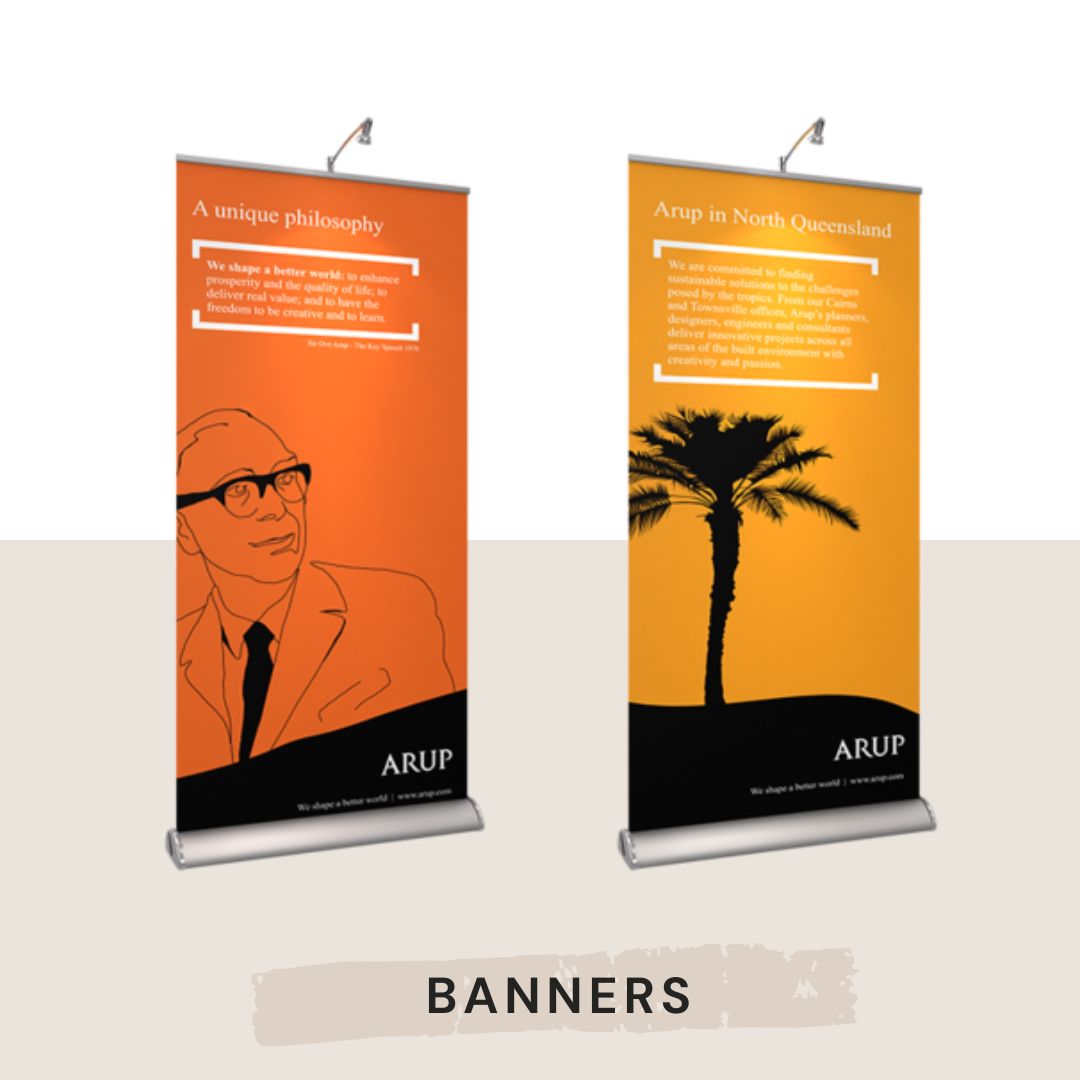 A unique philosophy
We shape a better world: to enhance
prosperity and the quality of life; to
deliver real value; and to have the
freedom to be creative and to learn.
Sir Ove Arup - The Key Speech 1970
ARUP
We shape a better world | www.arup.com
Arup in North Queensland
We are committed to finding
sustainable solutions to the challenges
posed by the tropics. From our Cairns
and Townsville offices, Arup's planners,
designers, engineers and consultants
deliver innovative projects across all
areas of the built environment with
creativity and passion.
ARUP
We shape a better world | www.arup.com
BANNERS